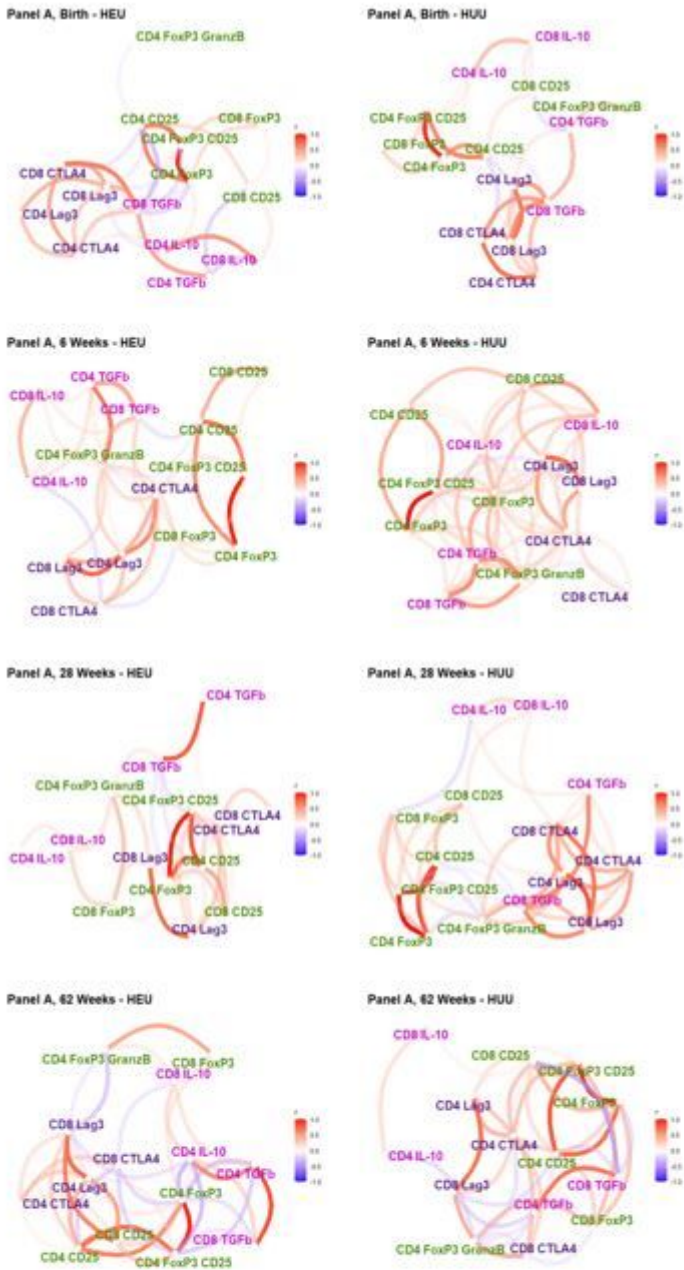 Panel A, Birth - HEU
CD4 FoxP3 GranzB
CD4 CD25
CD8 FoxP3
CD4 FoxP3 CD25
CD8 CTLA4
CD4 FoxP3
CD8 Lag3
CD8 CD25
CD4 Lag3
CD8 TGFb
CD4 CTLA4
CD4 IL-10
CD8 IL-10
CD4 TGFb
Panel A, Birth - HUU
CD8 IL-10
CD4 IL-10
CD8 CD25
CD4 FoxP3 GranzB
CD4 FoxP3 CD25
CD4 TGFb
CD8 FoxP3
CD4 CD25
CD4 FoxP3
CD4 Lag3
CD8 TGFb
CD8 CTLA4
CD8 Lag3
CD4 CTLA4
Panel A, 6 Weeks - HEU
CD4 TGFb
CD8 CD25
CD8 IL-10
CD8 TGFb
CD4 CD25
CD4 FoxP3 GranzB
CD4 FoxP3 CD25
CD4 IL-10
CD4 CTLA4
CD8 FoxP3
CD4 FoxP3
CD8 Lag3
CD4 Lag3
CD8 CTLA4
Panel A, 6 Weeks - HUU
CD8 CD25
CD4 CD25
CD8 IL-10
CD4 IL-10
CD4 Lag3
CD8 Lag3
CD4 FoxP3 CD25
CD8 FoxP3
CD4 FoxP3
CD4 CTLA4
CD4 TGFb
CD4 FoxP3 GranzB
CD8 TGFb
CD8 CTLA4
Panel A, 28 Weeks - HEU
CD4 TGFb
CD8 TGFb
CD4 FoxP3 GranzB
CD4 FoxP3 CD25
CD8 CTLA4
CD4 CTLA4
CD8 IL-10
CD4 IL-10
CD8 Lag3
CD4 CD25
CD4 FoxP3
CD8 FoxP3
CD8 CD25
CD4 Lag3
Panel A, 28 Weeks - HUU
CD4 IL-10
CD8 IL-10
CD4 TGFb
CD8 CD25
CD8 FoxP3
CD8 CTLA4
CD4 CD25
CD4 CTLA4
CD4 FoxP3 CD25
CD4 Lag3
CD8 TGFb
CD8 Lag3
CD4 FoxP3
CD4 FoxP3 GranzB
Panel A, 62 Weeks - HEU
CD4 FoxP3 GranzB
CD8 FoxP3
CD8 IL-10
CD8 Lag3
CD4 IL-10
CD8 CTLA4
CD4 TGFb
CD4 Lag3
CD4 CTLA4
CD4 FoxP3
CD8 CD25
CD8 TGFb
CD4 CD25
CD4 FoxP3 CD25
Panel A, 62 Weeks - HUU
CD8 IL-10
CD8 CD25
CD4 FoxP3 CD25
CD4 Lag3
CD4 FoxP3
CD4 CTLA4
CD4 IL-10
CD4 CD25
CD8 Lag3
CD8 TGFb
CD4 TGFb
CD8 FoxP3
CD4 FoxP3 GranzB
CD8 CTLA4